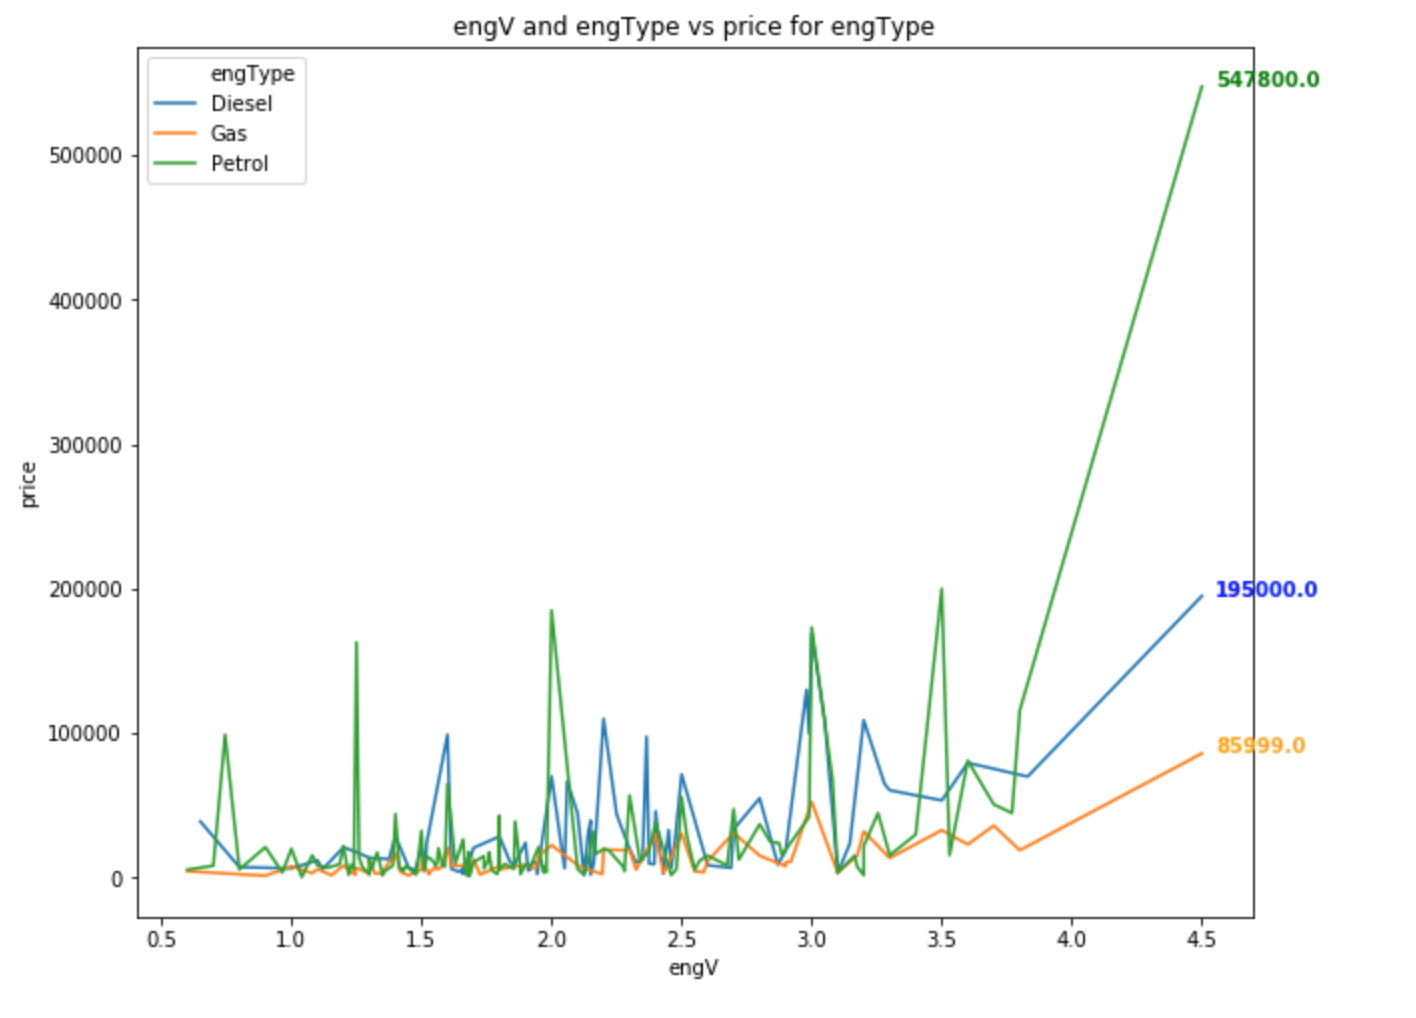 engV and engType vs price for engType
engType
Diesel
Gas
Petrol
547800.0
195000.0
85999.0
500000
400000
300000
200000
100000
0
price
0.5 1.0 1.5 2.0 2.5 3.0 3.5 4.0 4.5
engV